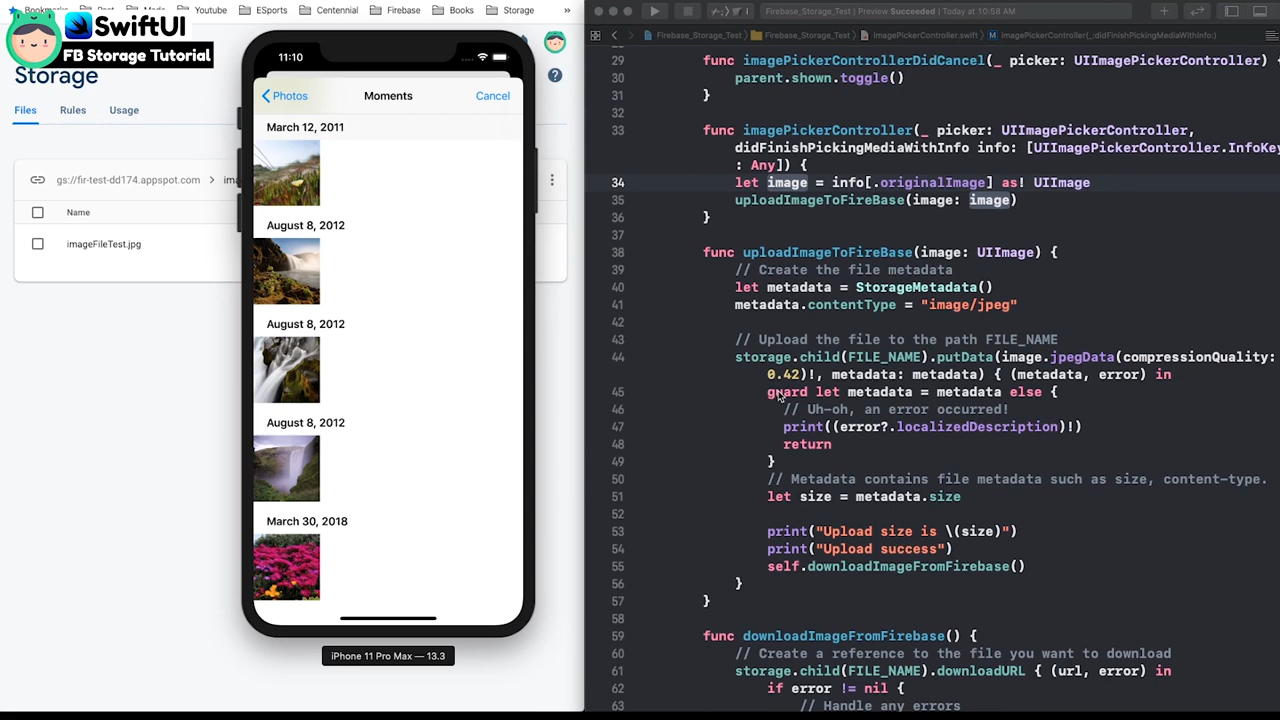 Bookmarks
Youtube
ESports
Centennial
Firebase
Books
Storage
»
SwiftUI
FB Storage Tutorial
Storage
Files
Rules
Usage
gs://fir-test-dd174.appspot.com
Name
imageFileTest.jpg
11:10
Photos
Moments
Cancel
March 12, 2011
August 8, 2012
August 8, 2012
August 8, 2012
March 30, 2018
iPhone 11 Pro Max — 13.3
Firebase_Storage_Test | Preview Succeeded | Today at 10:58 AM
Firebase_Storage_Test
Firebase_Storage_Test
ImagePickerController.swift
imagePickerController(_:didFinishPickingMediaWithInfo:)
29 func imagePickerControllerDidCancel(_ picker: UIImagePickerController) {
30 parent.shown.toggle()
31 }
32
33 func imagePickerController(_ picker: UIImagePickerController,
didFinishPickingMediaWithInfo info: [UIImagePickerController.InfoKey
: Any]) {
34 let image = info[.originalImage] as! UIImage
35 uploadImageToFireBase(image: image)
36 }
37
38 func uploadImageToFireBase(image: UIImage) {
39 // Create the file metadata
40 let metadata = StorageMetadata()
41 metadata.contentType = "image/jpeg"
42
43 // Upload the file to the path FILE_NAME
44 storage.child(FILE_NAME).putData(image.jpegData(compressionQuality:
0.42)!, metadata: metadata) { (metadata, error) in
45 guard let metadata = metadata else {
46 // Uh-oh, an error occurred!
47 print((error?.localizedDescription)!)
48 return
49 }
50 // Metadata contains file metadata such as size, content-type.
51 let size = metadata.size
52
53 print("Upload size is \(size)")
54 print("Upload success")
55 self.downloadImageFromFirebase()
56 }
57 }
58
59 func downloadImageFromFirebase() {
60 // Create a reference to the file you want to download
61 storage.child(FILE_NAME).downloadURL { (url, error) in
62 if error != nil {
63 // Handle any errors